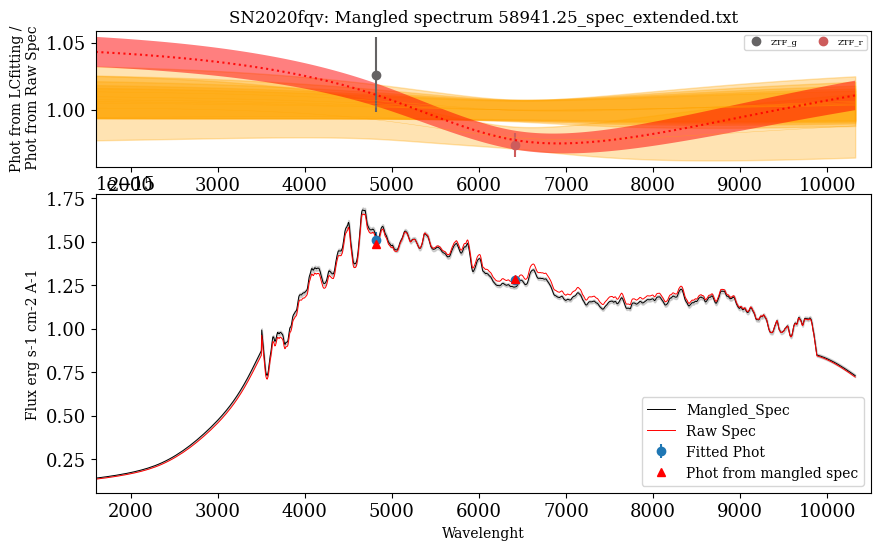 SN2020fqv: Mangled spectrum 58941.25_spec_extended.txt
Phot from LCfitting /
Phot from Raw Spec
1.05
1.00
ZTF_g
ZTF_r
2000 3000 4000 5000 6000 7000 8000 9000 10000
1e−15
Flux erg s-1 cm-2 A-1
1.75
1.50
1.25
1.00
0.75
0.50
0.25
Mangled_Spec
Raw Spec
Fitted Phot
Phot from mangled spec
2000 3000 4000 5000 6000 7000 8000 9000 10000
Wavelenght